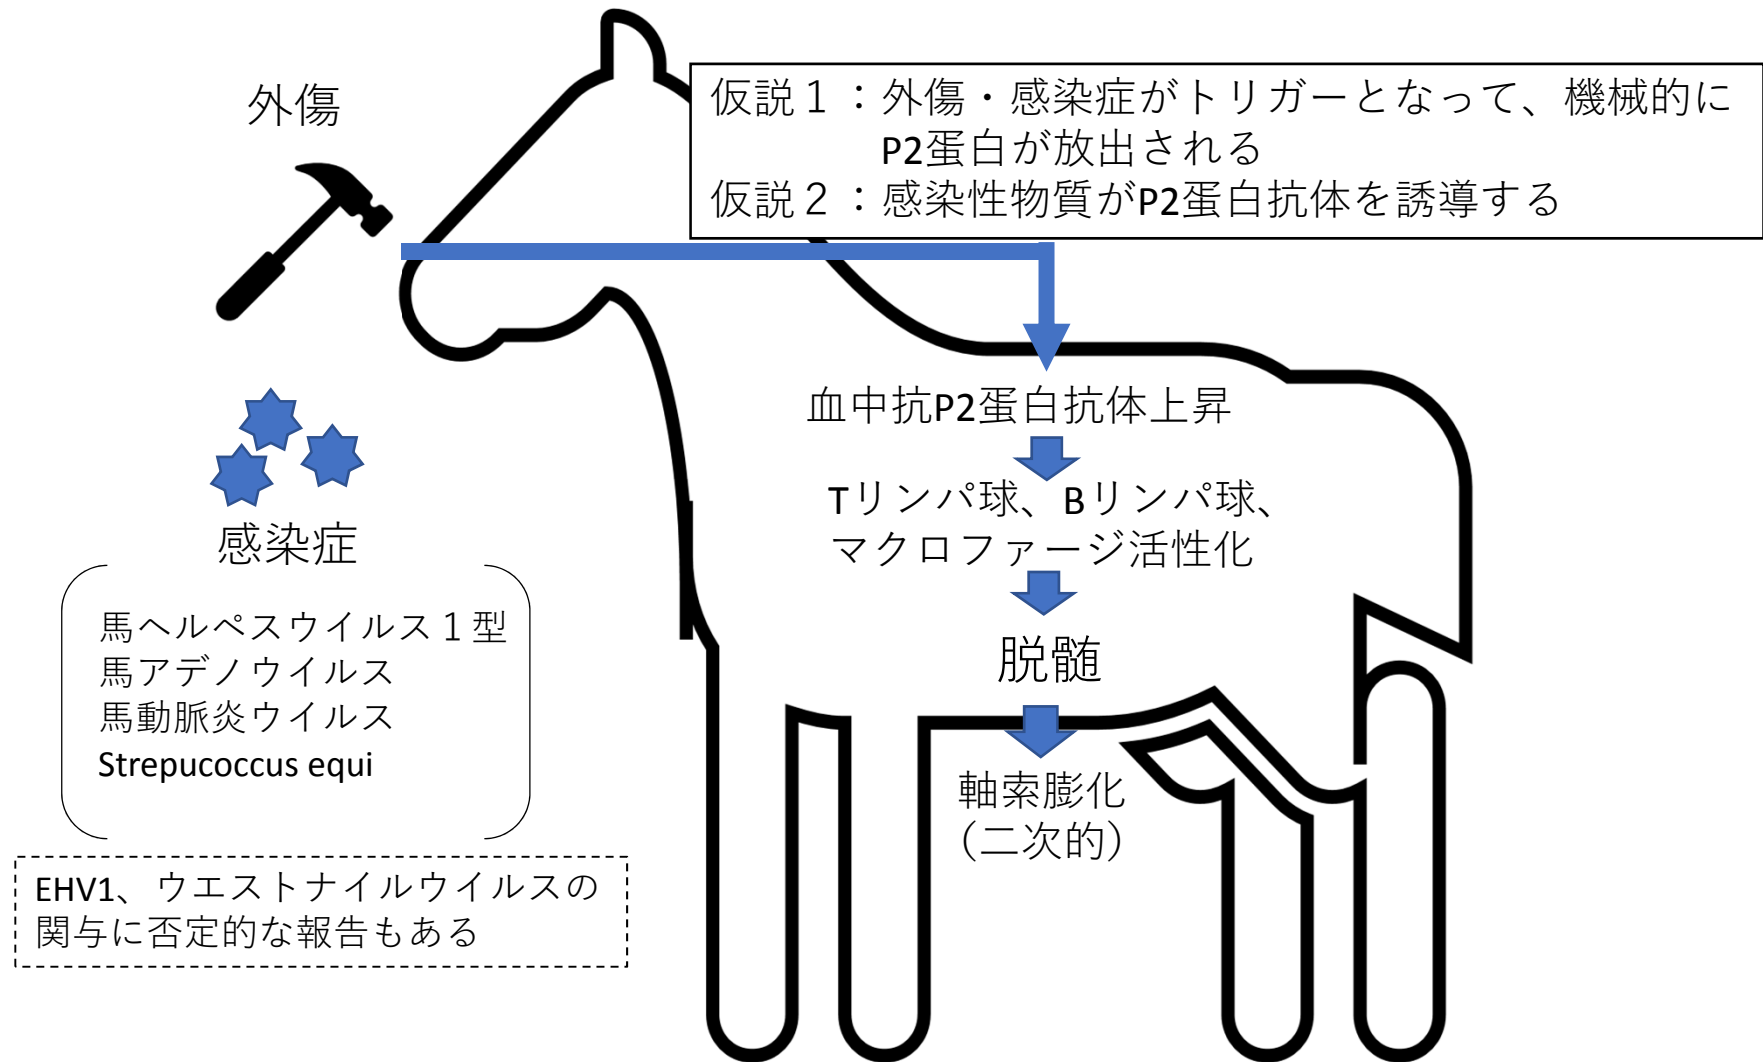 外傷
仮説１：外傷・感染症がトリガーとなって、機械的に
P2蛋白が放出される
仮説２：感染性物質がP2蛋白抗体を誘導する
血中抗P2蛋白抗体上昇
Tリンパ球、Bリンパ球、
マクロファージ活性化
脱髄
軸索膨化
（二次的）
感染症
馬ヘルペスウイルス１型
馬アデノウイルス
馬動脈炎ウイルス
Strepucoccus equi
EHV1、ウエストナイルウイルスの
関与に否定的な報告もある